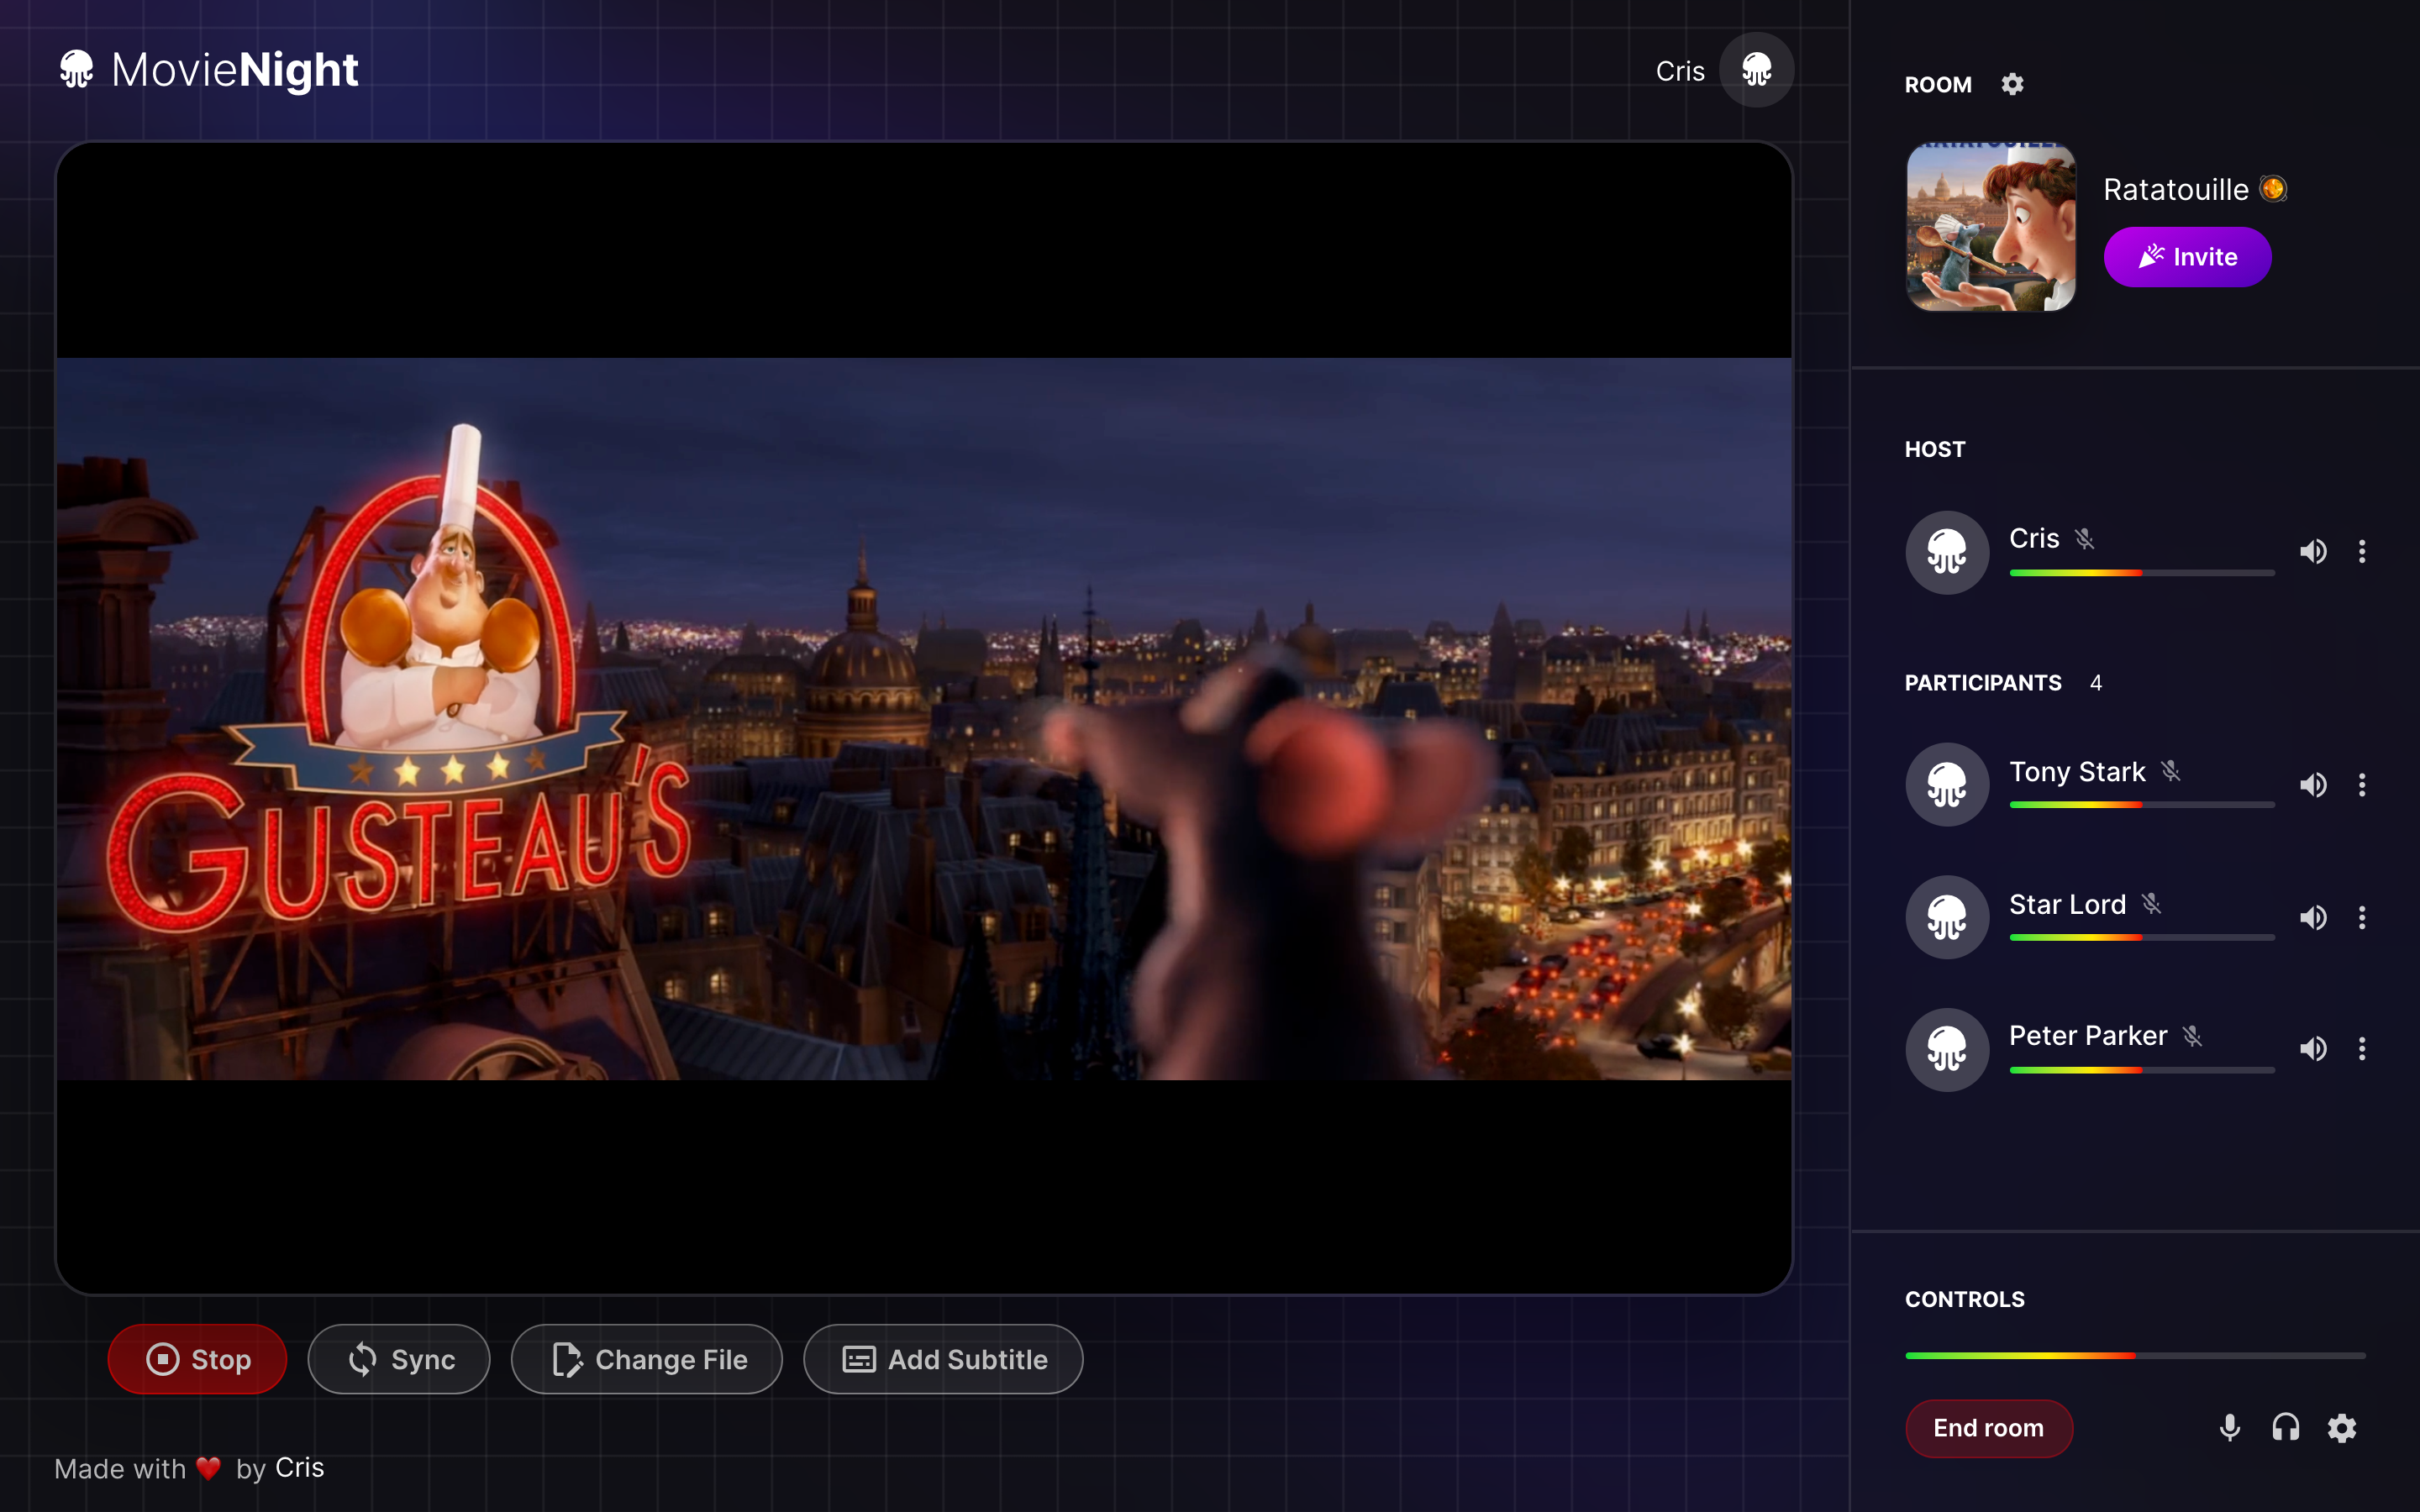 MovieNight
Cris
GUSTEAU'S
Stop
Sync
Change File
Add Subtitle
Made with ❤️ by Cris
ROOM
RATATOUILLE
Ratatouille
Invite
HOST
Cris
PARTICIPANTS 4
Tony Stark
Star Lord
Peter Parker
CONTROLS
End room